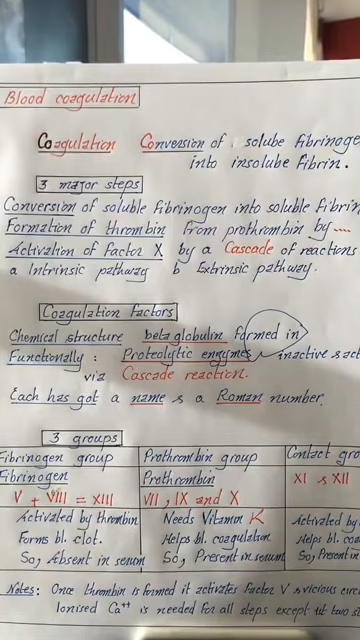 Blood coagulation
Coagulation Conversion of solube fibrinoge
into insolube fibrin.
3 major steps
Conversion of soluble fibrinogen into soluble fibrin
Formation of thrombin from prothrombin by....
Activation of Factor X by a Cascade of reactions
a Intrinsic pathway b Extrinsic pathway.
Coagulation factors
Chemical structure beta globulin formed in
Functionally : Proteolytic enzymes inactive & act
via Cascade reaction.
Each has got a name & a Roman number.
3 groups
Fibrinogen group Prothrombin group Contact gro
Fibrinogen Prothrombin XI & XII
V + VIII = XIII VII, IX and X
Activated by thrombin Needs Vitamin K Activated by
Forms bl. clot. Helps bl. coagulation Helps bl. co
So, Absent in serum So, Present in serum So, Present in
Notes: Once thrombin is formed it activates factor V & vicious circ
Ionised Ca++ is needed for all steps except 1st two s